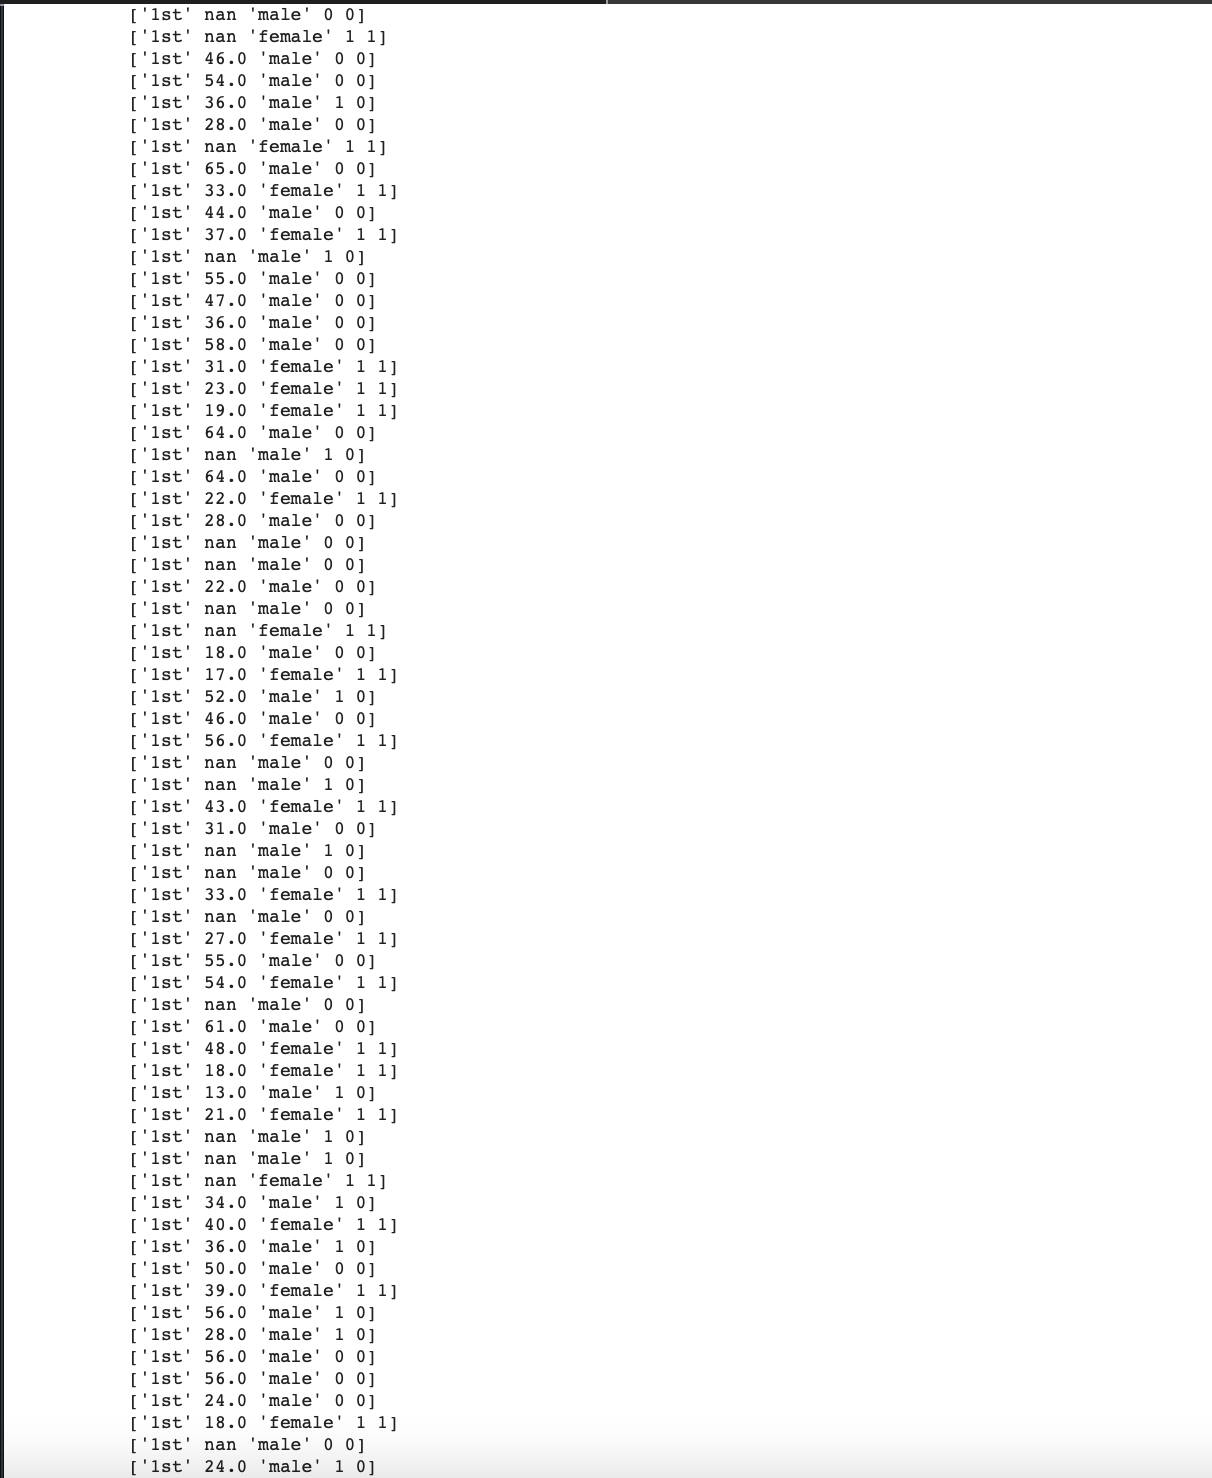 ['1st' nan 'male' 0 0]
['1st' nan 'female' 1 1]
['1st' 46.0 'male' 0 0]
['1st' 54.0 'male' 0 0]
['1st' 36.0 'male' 1 0]
['1st' 28.0 'male' 0 0]
['1st' nan 'female' 1 1]
['1st' 65.0 'male' 0 0]
['1st' 33.0 'female' 1 1]
['1st' 44.0 'male' 0 0]
['1st' 37.0 'female' 1 1]
['1st' nan 'male' 1 0]
['1st' 55.0 'male' 0 0]
['1st' 47.0 'male' 0 0]
['1st' 36.0 'male' 0 0]
['1st' 58.0 'male' 0 0]
['1st' 31.0 'female' 1 1]
['1st' 23.0 'female' 1 1]
['1st' 19.0 'female' 1 1]
['1st' 64.0 'male' 0 0]
['1st' nan 'male' 1 0]
['1st' 64.0 'male' 0 0]
['1st' 22.0 'female' 1 1]
['1st' 28.0 'male' 0 0]
['1st' nan 'male' 0 0]
['1st' nan 'male' 0 0]
['1st' 22.0 'male' 0 0]
['1st' nan 'male' 0 0]
['1st' nan 'female' 1 1]
['1st' 18.0 'male' 0 0]
['1st' 17.0 'female' 1 1]
['1st' 52.0 'male' 1 0]
['1st' 46.0 'male' 0 0]
['1st' 56.0 'female' 1 1]
['1st' nan 'male' 0 0]
['1st' nan 'male' 1 0]
['1st' 43.0 'female' 1 1]
['1st' 31.0 'male' 0 0]
['1st' nan 'male' 1 0]
['1st' nan 'male' 0 0]
['1st' 33.0 'female' 1 1]
['1st' nan 'male' 0 0]
['1st' 27.0 'female' 1 1]
['1st' 55.0 'male' 0 0]
['1st' 54.0 'female' 1 1]
['1st' nan 'male' 0 0]
['1st' 61.0 'male' 0 0]
['1st' 48.0 'female' 1 1]
['1st' 18.0 'female' 1 1]
['1st' 13.0 'male' 1 0]
['1st' 21.0 'female' 1 1]
['1st' nan 'male' 1 0]
['1st' nan 'male' 1 0]
['1st' nan 'female' 1 1]
['1st' 34.0 'male' 1 0]
['1st' 40.0 'female' 1 1]
['1st' 36.0 'male' 1 0]
['1st' 50.0 'male' 0 0]
['1st' 39.0 'female' 1 1]
['1st' 56.0 'male' 1 0]
['1st' 28.0 'male' 1 0]
['1st' 56.0 'male' 0 0]
['1st' 56.0 'male' 0 0]
['1st' 24.0 'male' 0 0]
['1st' 18.0 'female' 1 1]
['1st' nan 'male' 0 0]
['1st' 24.0 'male' 1 0]